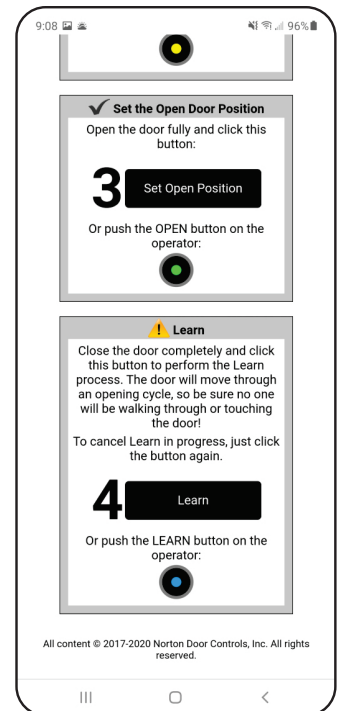 9:08 96%
Set the Open Door Position
Open the door fully and click this
button:
3 Set Open Position
Or push the OPEN button on the
operator:
Learn
Close the door completely and click
this button to perform the Learn
process. The door will move through
an opening cycle, so be sure no one
will be walking through or touching
the door!
To cancel Learn in progress, just click
the button again.
4 Learn
Or push the LEARN button on the
operator:
All content © 2017-2020 Norton Door Controls, Inc. All rights
reserved.